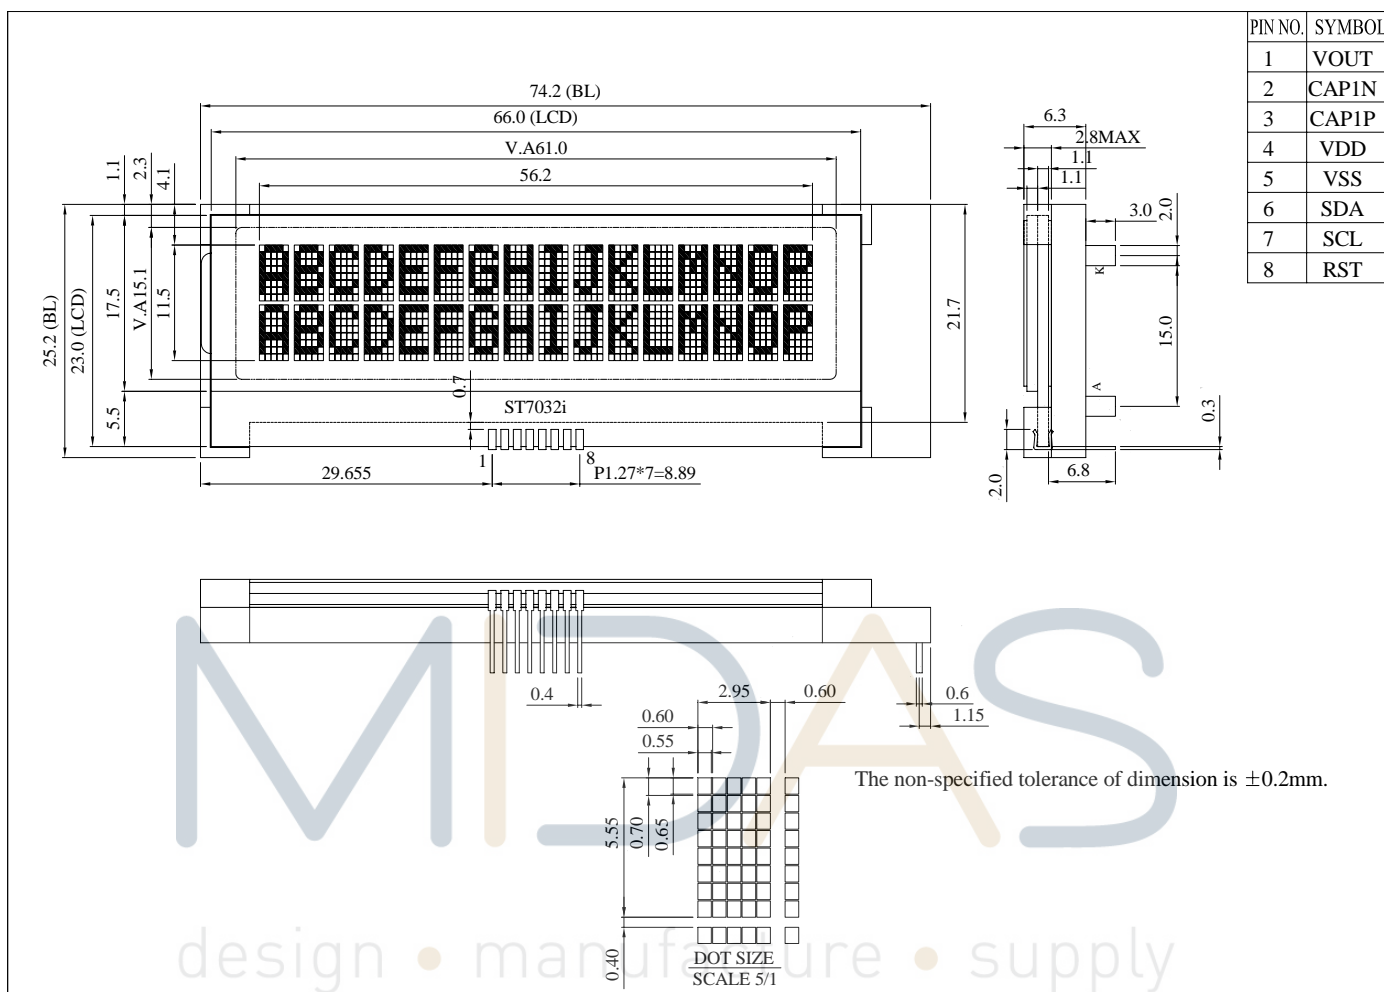 PIN NO. SYMBOL
1 VOUT
2 CAP1N
3 CAP1P
4 VDD
5 VSS
6 SDA
7 SCL
8 RST
74.2 (BL)
66.0 (LCD)
V.A61.0
56.2
1.1
2.3
4.1
25.2 (BL)
23.0 (LCD)
17.5
V.A15.1
11.5
5.5
0.7
ABCDEFGHIJKLMNOP
ABCDEFGHIJKLMNOP
ST7032i
1
8
29.655
P1.27*7=8.89
21.7
6.3
2.8MAX
1.1
1.1
3.0
2.0
K
15.0
A
0.3
2.0
6.8
0.4
0.6
1.15
2.95
0.60
0.60
0.55
5.55
0.70
0.65
0.40
DOT SIZE
SCALE 5/1
The non-specified tolerance of dimension is ±0.2mm.
MIDAS
design • manufacture • supply